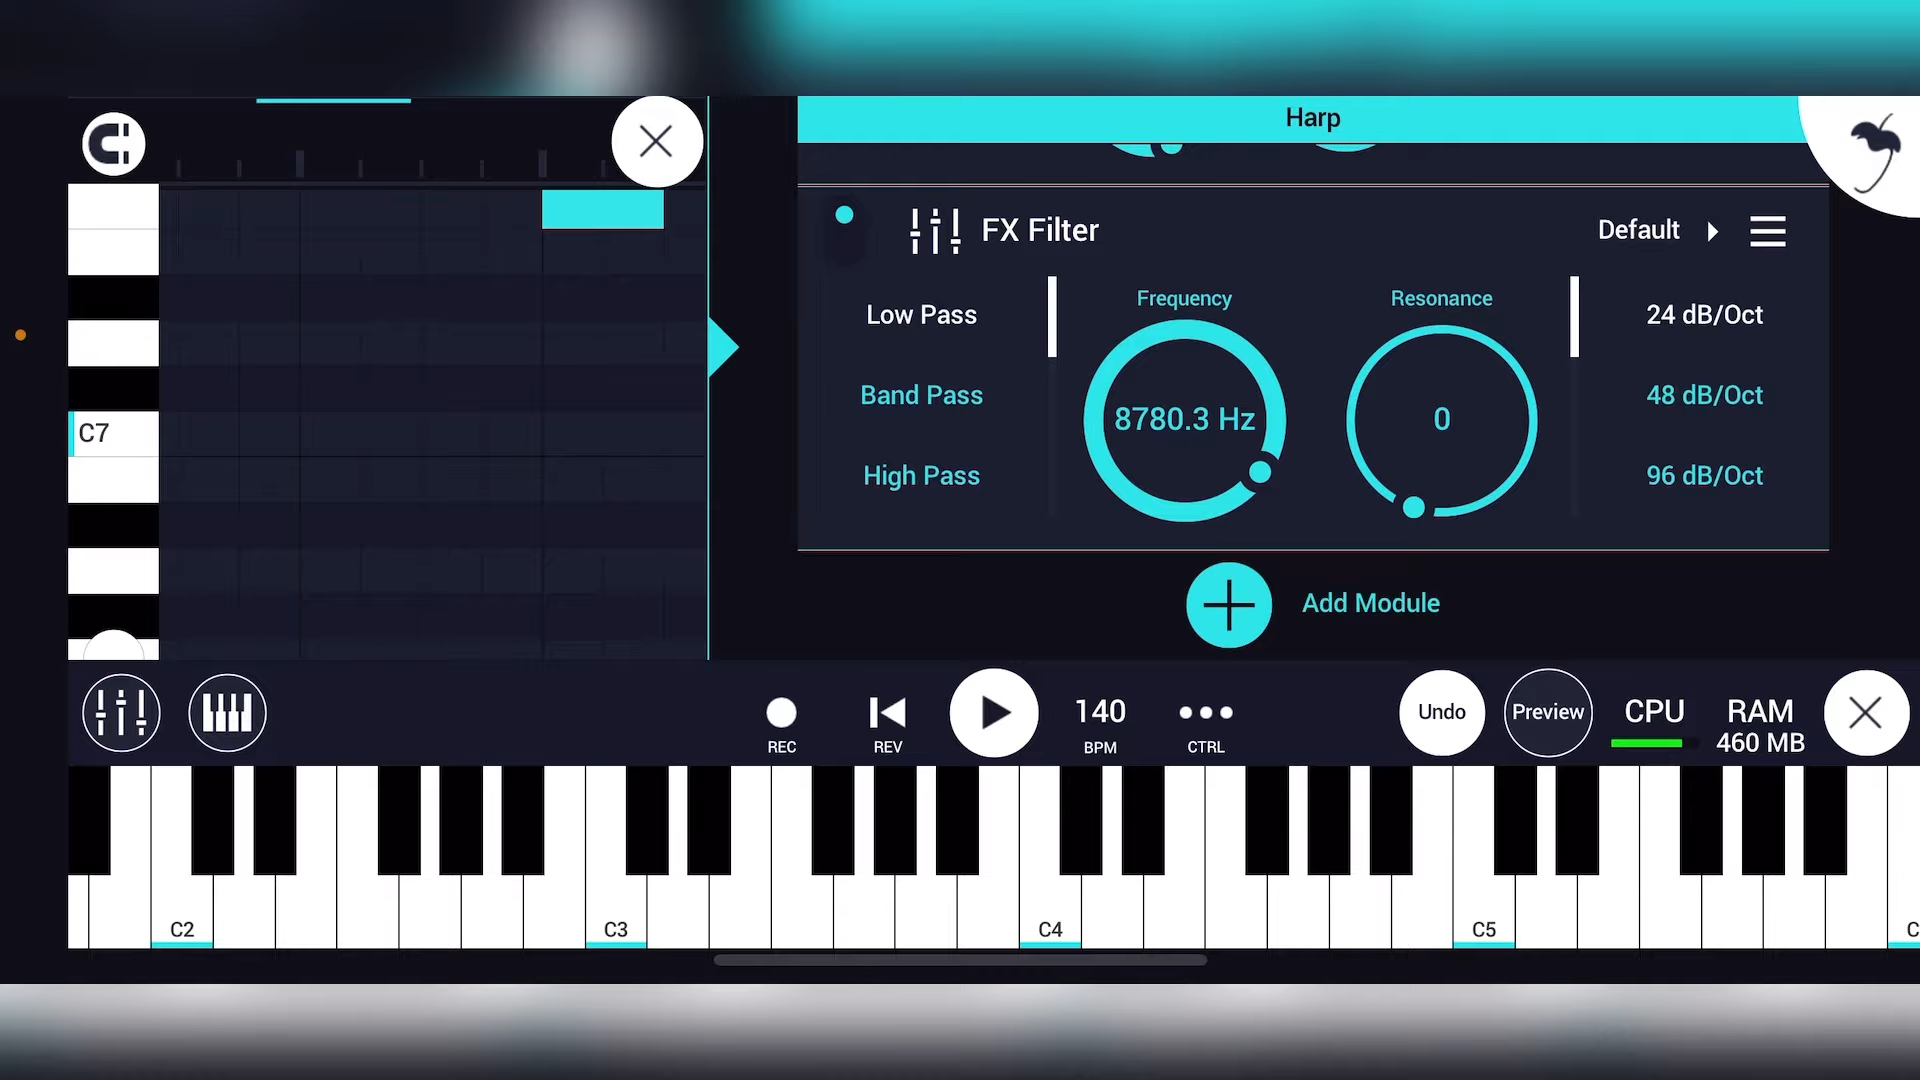 Harp
FX Filter
Default
Low Pass
Band Pass
High Pass
Frequency
8780.3 Hz
Resonance
0
24 dB/Oct
48 dB/Oct
96 dB/Oct
C7
Add Module
REC
REV
140
BPM
CTRL
Undo
Preview
CPU
RAM
460 MB
C2
C3
C4
C5
C